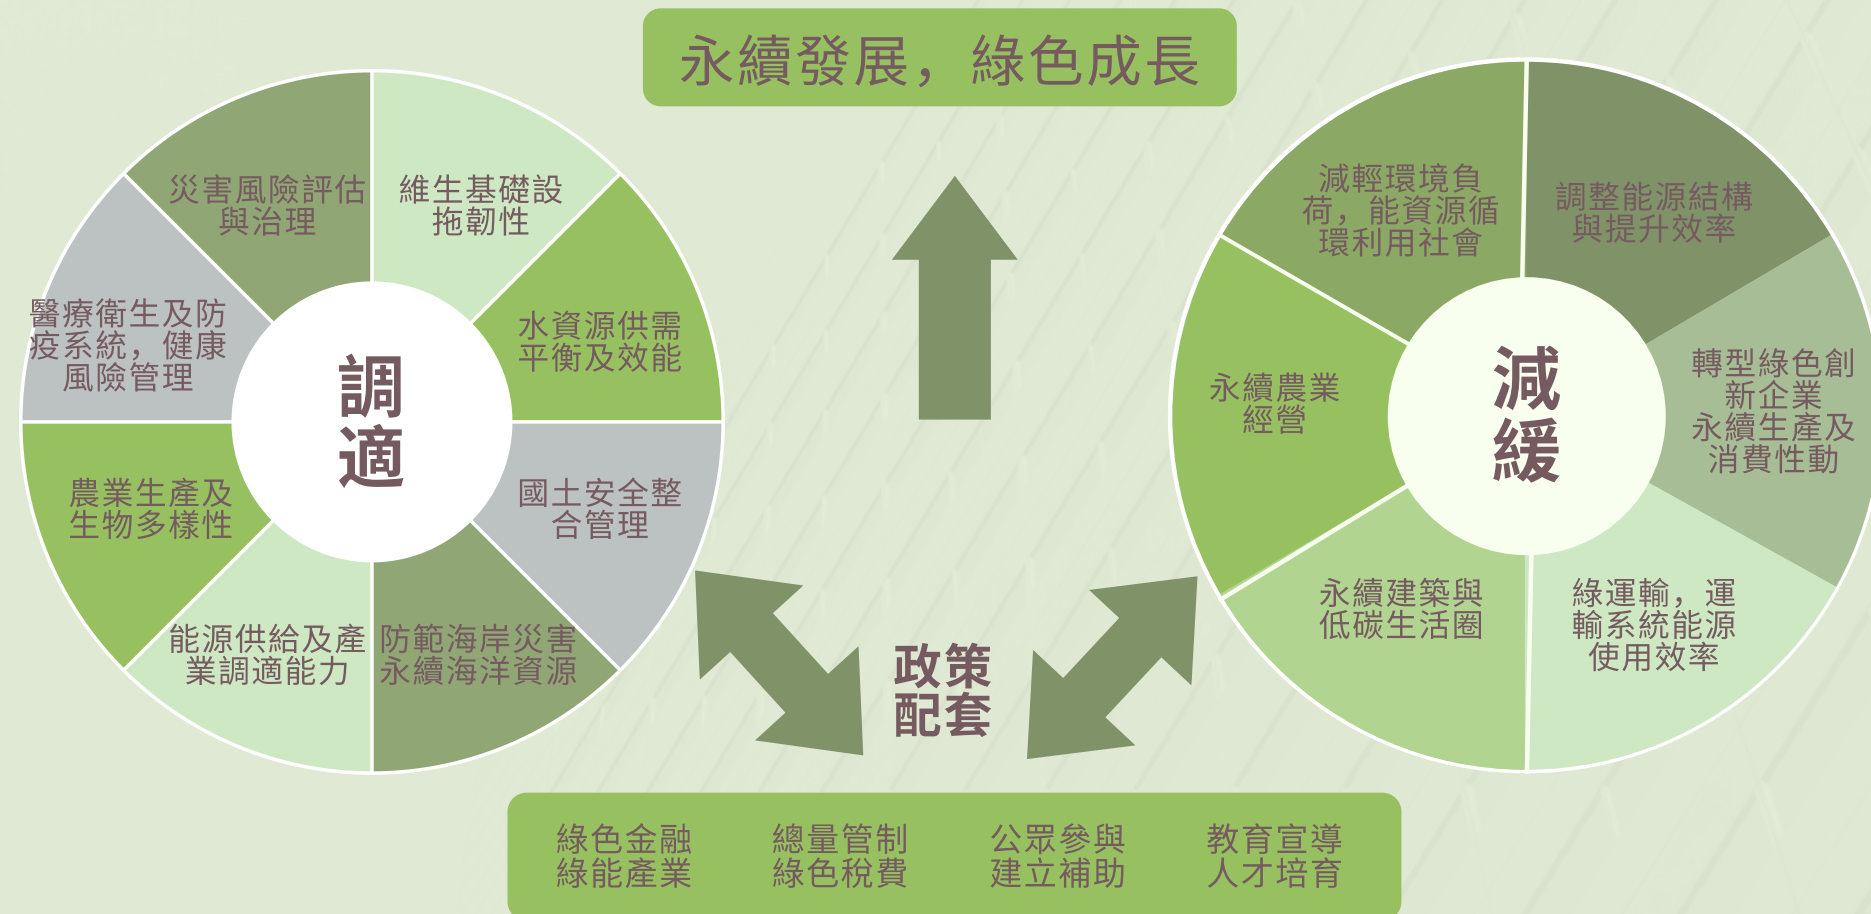 永續發展，綠色成長
災害風險評估
與治理
維生基礎設
拖韌性
醫療衛生及防
疫系統，健康
風險管理
水資源供需
平衡及效能
調
適
農業生產及
生物多樣性
國土安全整
合管理
能源供給及產
業調適能力
防範海岸災害
永續海洋資源
減輕環境負
荷，能資源循
環利用社會
調整能源結構
與提升效率
永續農業
經營
減
緩
轉型綠色創
新企業
永續生產及
消費性動
永續建築與
低碳生活圈
綠運輸，運
輸系統能源
使用效率
政策
配套
綠色金融
綠能產業
總量管制
綠色稅費
公眾參與
建立補助
教育宣導
人才培育